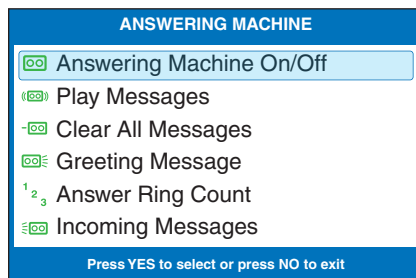 ANSWERING MACHINE
Answering Machine On/Off
Play Messages
Clear All Messages
Greeting Message
1 2 3 Answer Ring Count
Incoming Messages
Press YES to select or press NO to exit